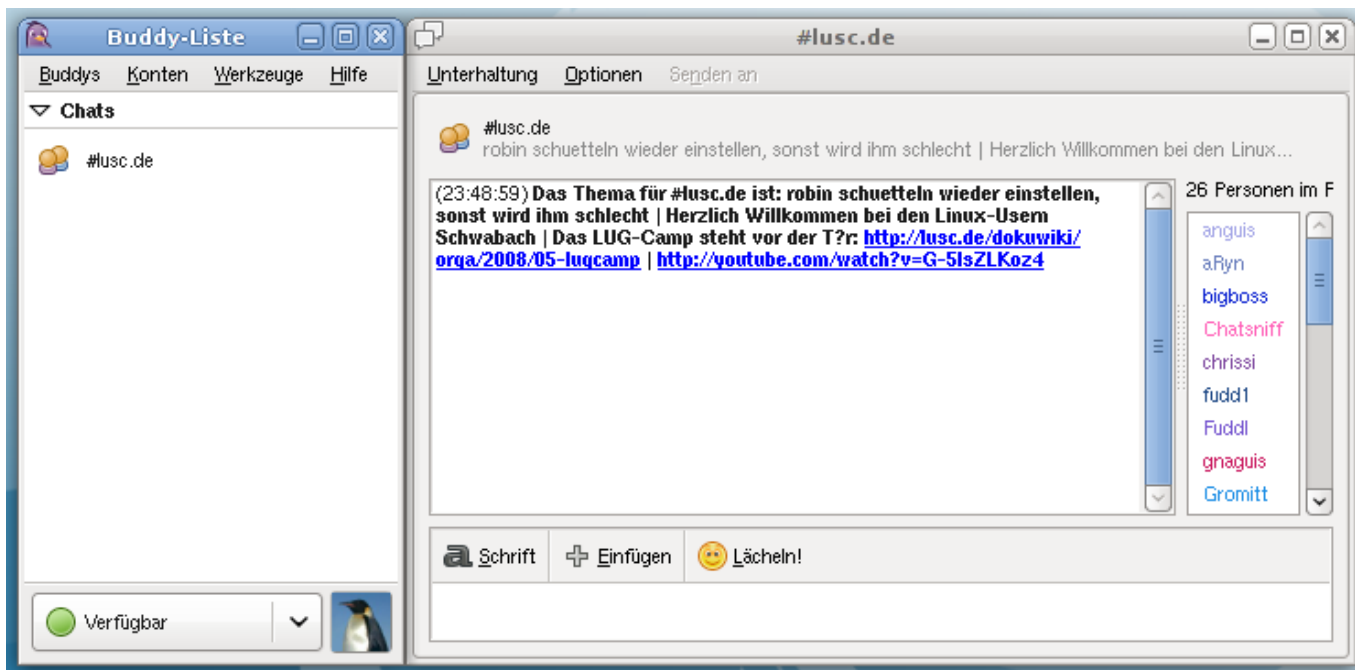 Buddy-Liste
Buddys Konten Werkzeuge Hilfe
Chats
#lusc.de
Verfügbar
#lusc.de
Unterhaltung Optionen Senden an
#lusc.de
robin schuetteln wieder einstellen, sonst wird ihm schlecht | Herzlich Willkommen bei den Linux...
(23:48:59) Das Thema für #lusc.de ist: robin schuetteln wieder einstellen,
sonst wird ihm schlecht | Herzlich Willkommen bei den Linux-Usern
Schwabach | Das LUG-Camp steht vor der T?r: http://lusc.de/dokuwiki/
orga/2008/05-lugcamp | http://youtube.com/watch?v=G-5IsZLKoz4
26 Personen im F
anguis
aRyn
bigboss
Chatsniff
chrissi
fudd1
Fuddl
gnaguis
Gromitt
Schrift Einfügen Lächeln!